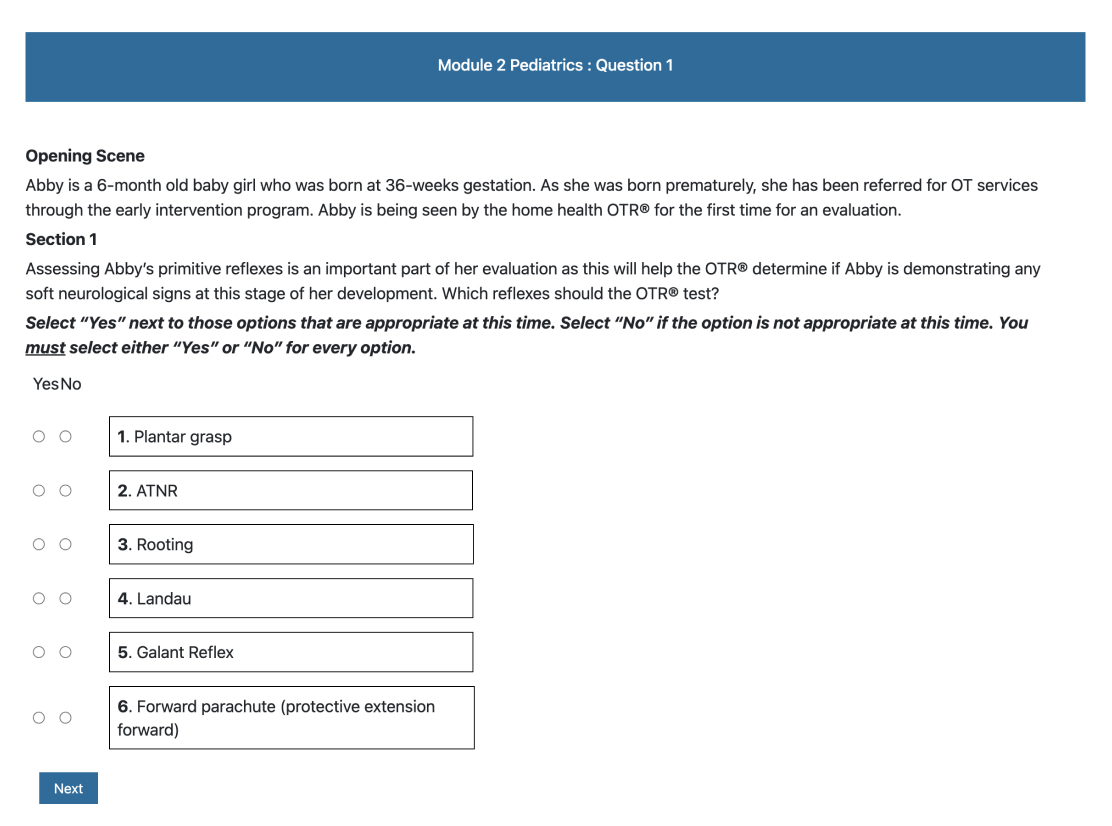 Module 2 Pediatrics : Question 1
Opening Scene
Abby is a 6-month old baby girl who was born at 36-weeks gestation. As she was born prematurely, she has been referred for OT services
through the early intervention program. Abby is being seen by the home health OTR® for the first time for an evaluation.
Section 1
Assessing Abby’s primitive reflexes is an important part of her evaluation as this will help the OTR® determine if Abby is demonstrating any
soft neurological signs at this stage of her development. Which reflexes should the OTR® test?
Select “Yes” next to those options that are appropriate at this time. Select “No” if the option is not appropriate at this time. You
must select either “Yes” or “No” for every option.
Yes No
1. Plantar grasp
2. ATNR
3. Rooting
4. Landau
5. Galant Reflex
6. Forward parachute (protective extension
forward)
Next